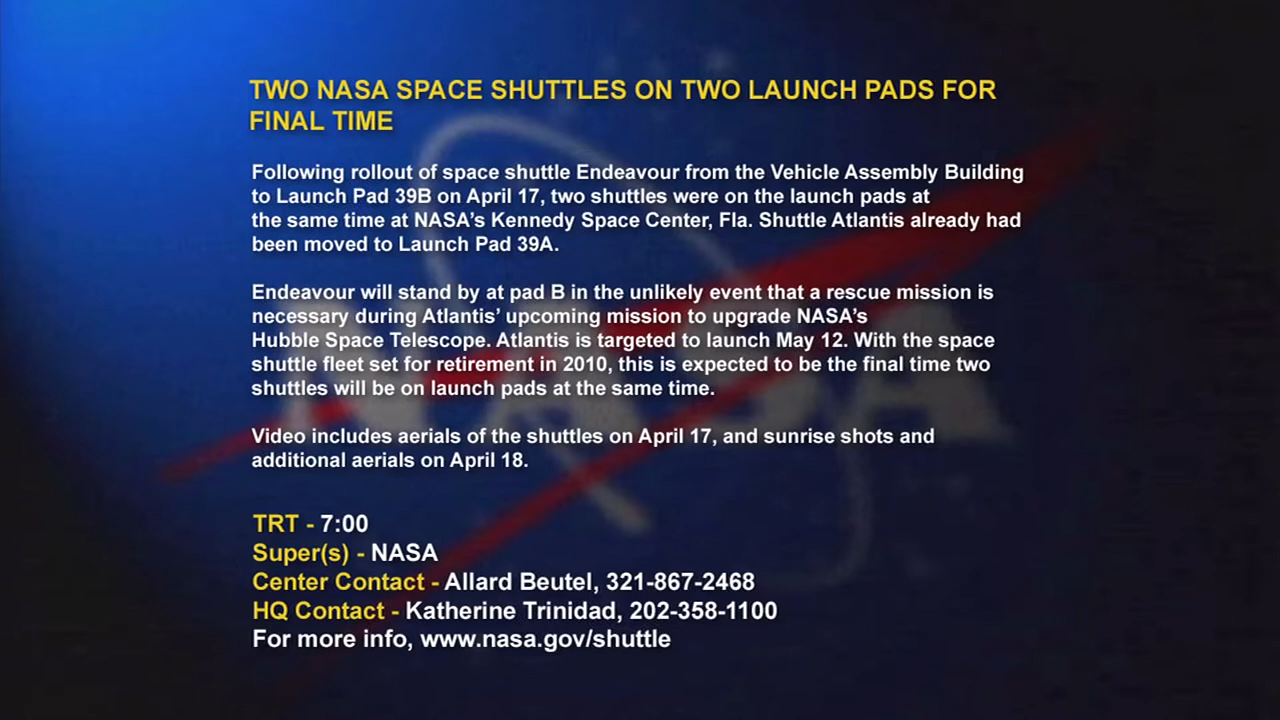 TWO NASA SPACE SHUTTLES ON TWO LAUNCH PADS FOR
FINAL TIME
Following rollout of space shuttle Endeavour from the Vehicle Assembly Building
to Launch Pad 39B on April 17, two shuttles were on the launch pads at
the same time at NASA’s Kennedy Space Center, Fla. Shuttle Atlantis already had
been moved to Launch Pad 39A.
Endeavour will stand by at pad B in the unlikely event that a rescue mission is
necessary during Atlantis’ upcoming mission to upgrade NASA’s
Hubble Space Telescope. Atlantis is targeted to launch May 12. With the space
shuttle fleet set for retirement in 2010, this is expected to be the final time two
shuttles will be on launch pads at the same time.
Video includes aerials of the shuttles on April 17, and sunrise shots and
additional aerials on April 18.
TRT - 7:00
Super(s) - NASA
Center Contact - Allard Beutel, 321-867-2468
HQ Contact - Katherine Trinidad, 202-358-1100
For more info, www.nasa.gov/shuttle
NASA